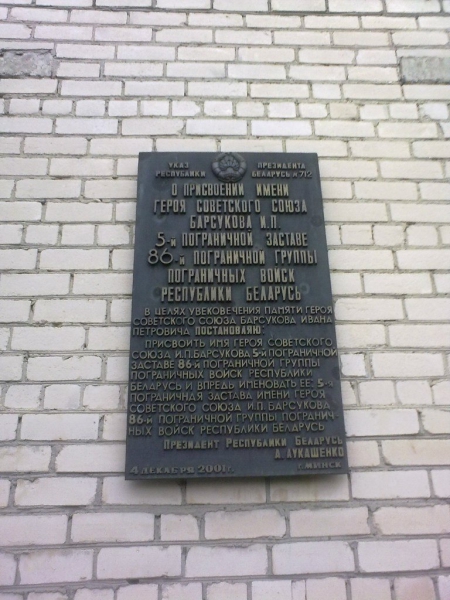 УКАЗ ПРЕЗИДЕНТА
РЕСПУБЛИКИ БЕЛАРУСЬ № 712
О ПРИСВОЕНИИ ИМЕНИ
ГЕРОЯ СОВЕТСКОГО СОЮЗА
БАРСУКОВА И.П.
5-й ПОГРАНИЧНОЙ ЗАСТАВЕ
86-й ПОГРАНИЧНОЙ ГРУППЫ
ПОГРАНИЧНЫХ ВОЙСК
РЕСПУБЛИКИ БЕЛАРУСЬ
В ЦЕЛЯХ УВЕКОВЕЧЕНИЯ ПАМЯТИ ГЕРОЯ
СОВЕТСКОГО СОЮЗА БАРСУКОВА ИВАНА
ПЕТРОВИЧА ПОСТАНОВЛЯЮ:
ПРИСВОИТЬ ИМЯ ГЕРОЯ СОВЕТСКОГО
СОЮЗА И.П.БАРСУКОВА 5-й ПОГРАНИЧНОЙ
ЗАСТАВЕ 86-й ПОГРАНИЧНОЙ ГРУППЫ
ПОГРАНИЧНЫХ ВОЙСК РЕСПУБЛИКИ
БЕЛАРУСЬ И ВПРЕДЬ ИМЕНОВАТЬ ЕЕ: 5-я
ПОГРАНИЧНАЯ ЗАСТАВА ИМЕНИ ГЕРОЯ
СОВЕТСКОГО СОЮЗА И.П. БАРСУКОВА
86-й ПОГРАНИЧНОЙ ГРУППЫ ПОГРАНИЧ-
НЫХ ВОЙСК РЕСПУБЛИКИ БЕЛАРУСЬ
ПРЕЗИДЕНТ РЕСПУБЛИКИ БЕЛАРУСЬ
А. ЛУКАШЕНКО
4 ДЕКАБРЯ 2001 г. г.МИНСК